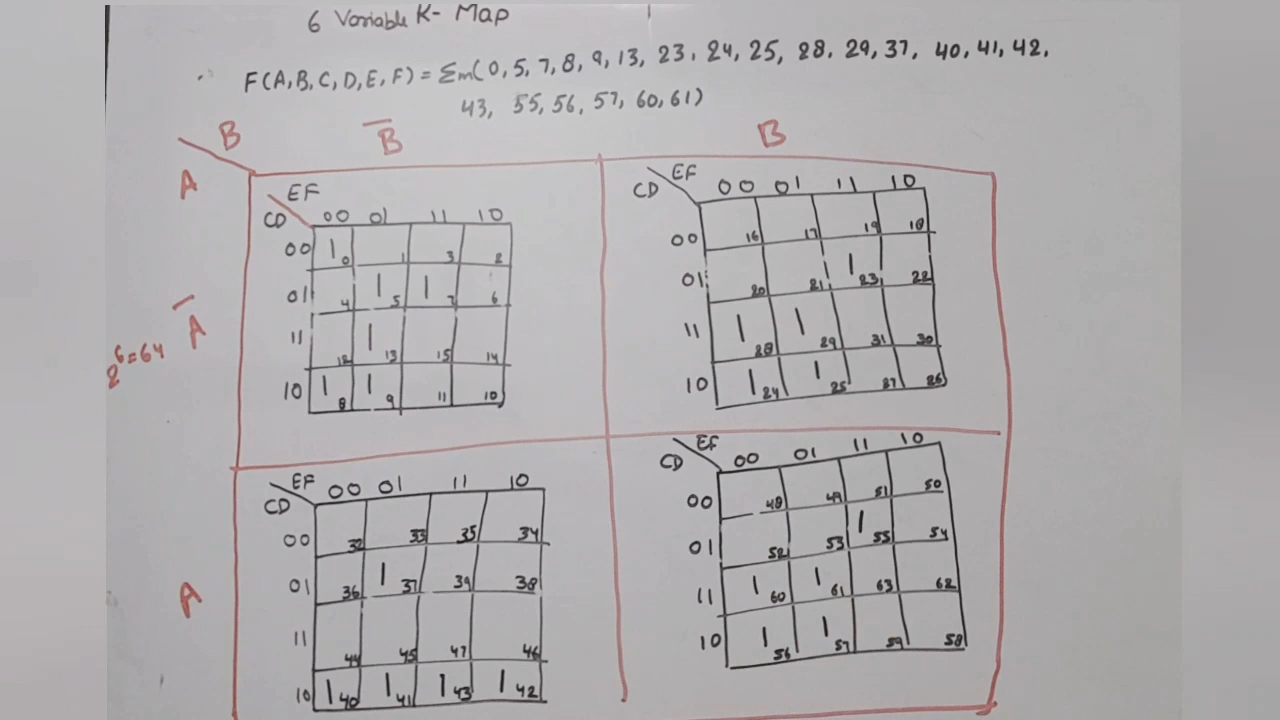 6 Variable K- Map
F(A,B,C,D,E,F) = Σm(0,5,7,8,9,13,23,24,25,28,29,37,40,41,42,
43, 55,56,57,60,61)
B
B̅
B
A
EF
CD 00 01 11 10
00 1 0 1 3 2
01 4 1 5 1 7 6
11 12 1 13 15 14
10 1 8 1 9 11 10
EF
CD 00 01 11 10
00 16 17 19 18
01 20 21 1 23 22
11 1 28 1 29 31 30
10 1 24 1 25 27 26
A̅
2⁶=64
EF
CD 00 01 11 10
00 32 33 35 34
01 36 1 37 39 38
11 44 45 47 46
10 1 40 1 41 1 43 1 42
EF
CD 00 01 11 10
00 48 49 51 50
01 52 53 1 55 54
11 1 60 1 61 63 62
10 1 56 1 57 59 58
A